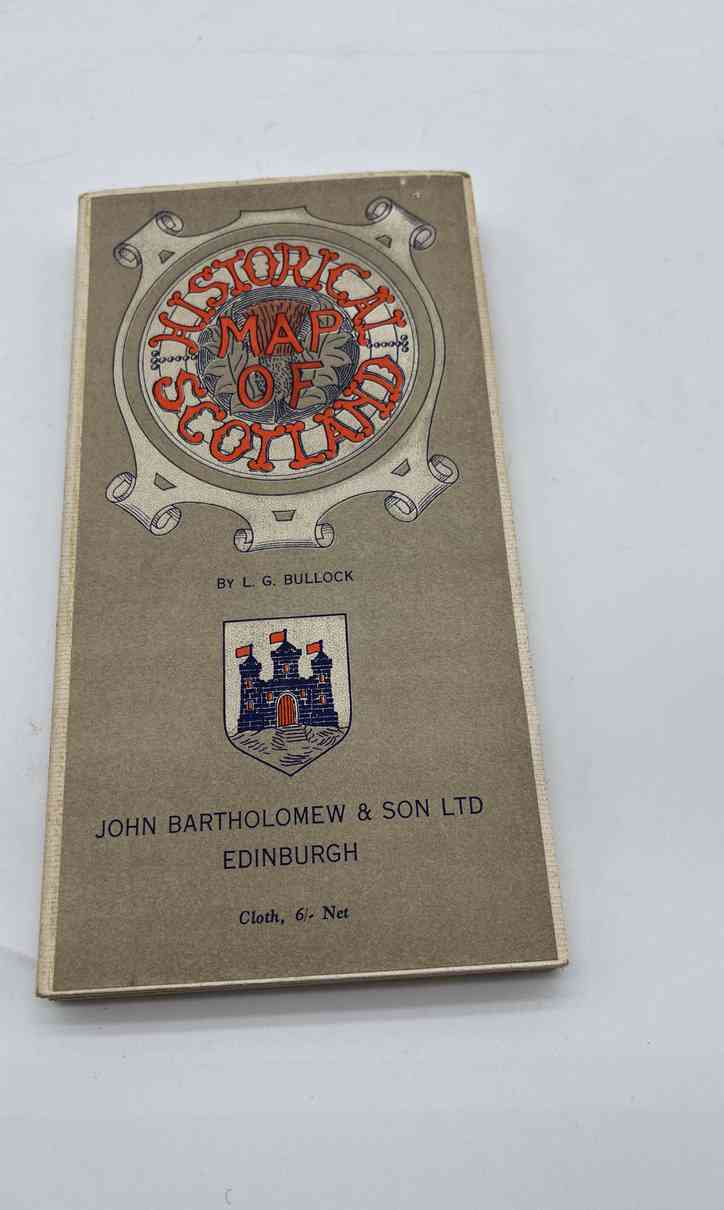 HISTORICAL
MAP
OF
SCOTLAND
BY L. G. BULLOCK
JOHN BARTHOLOMEW & SON LTD
EDINBURGH
Cloth, 6/- Net